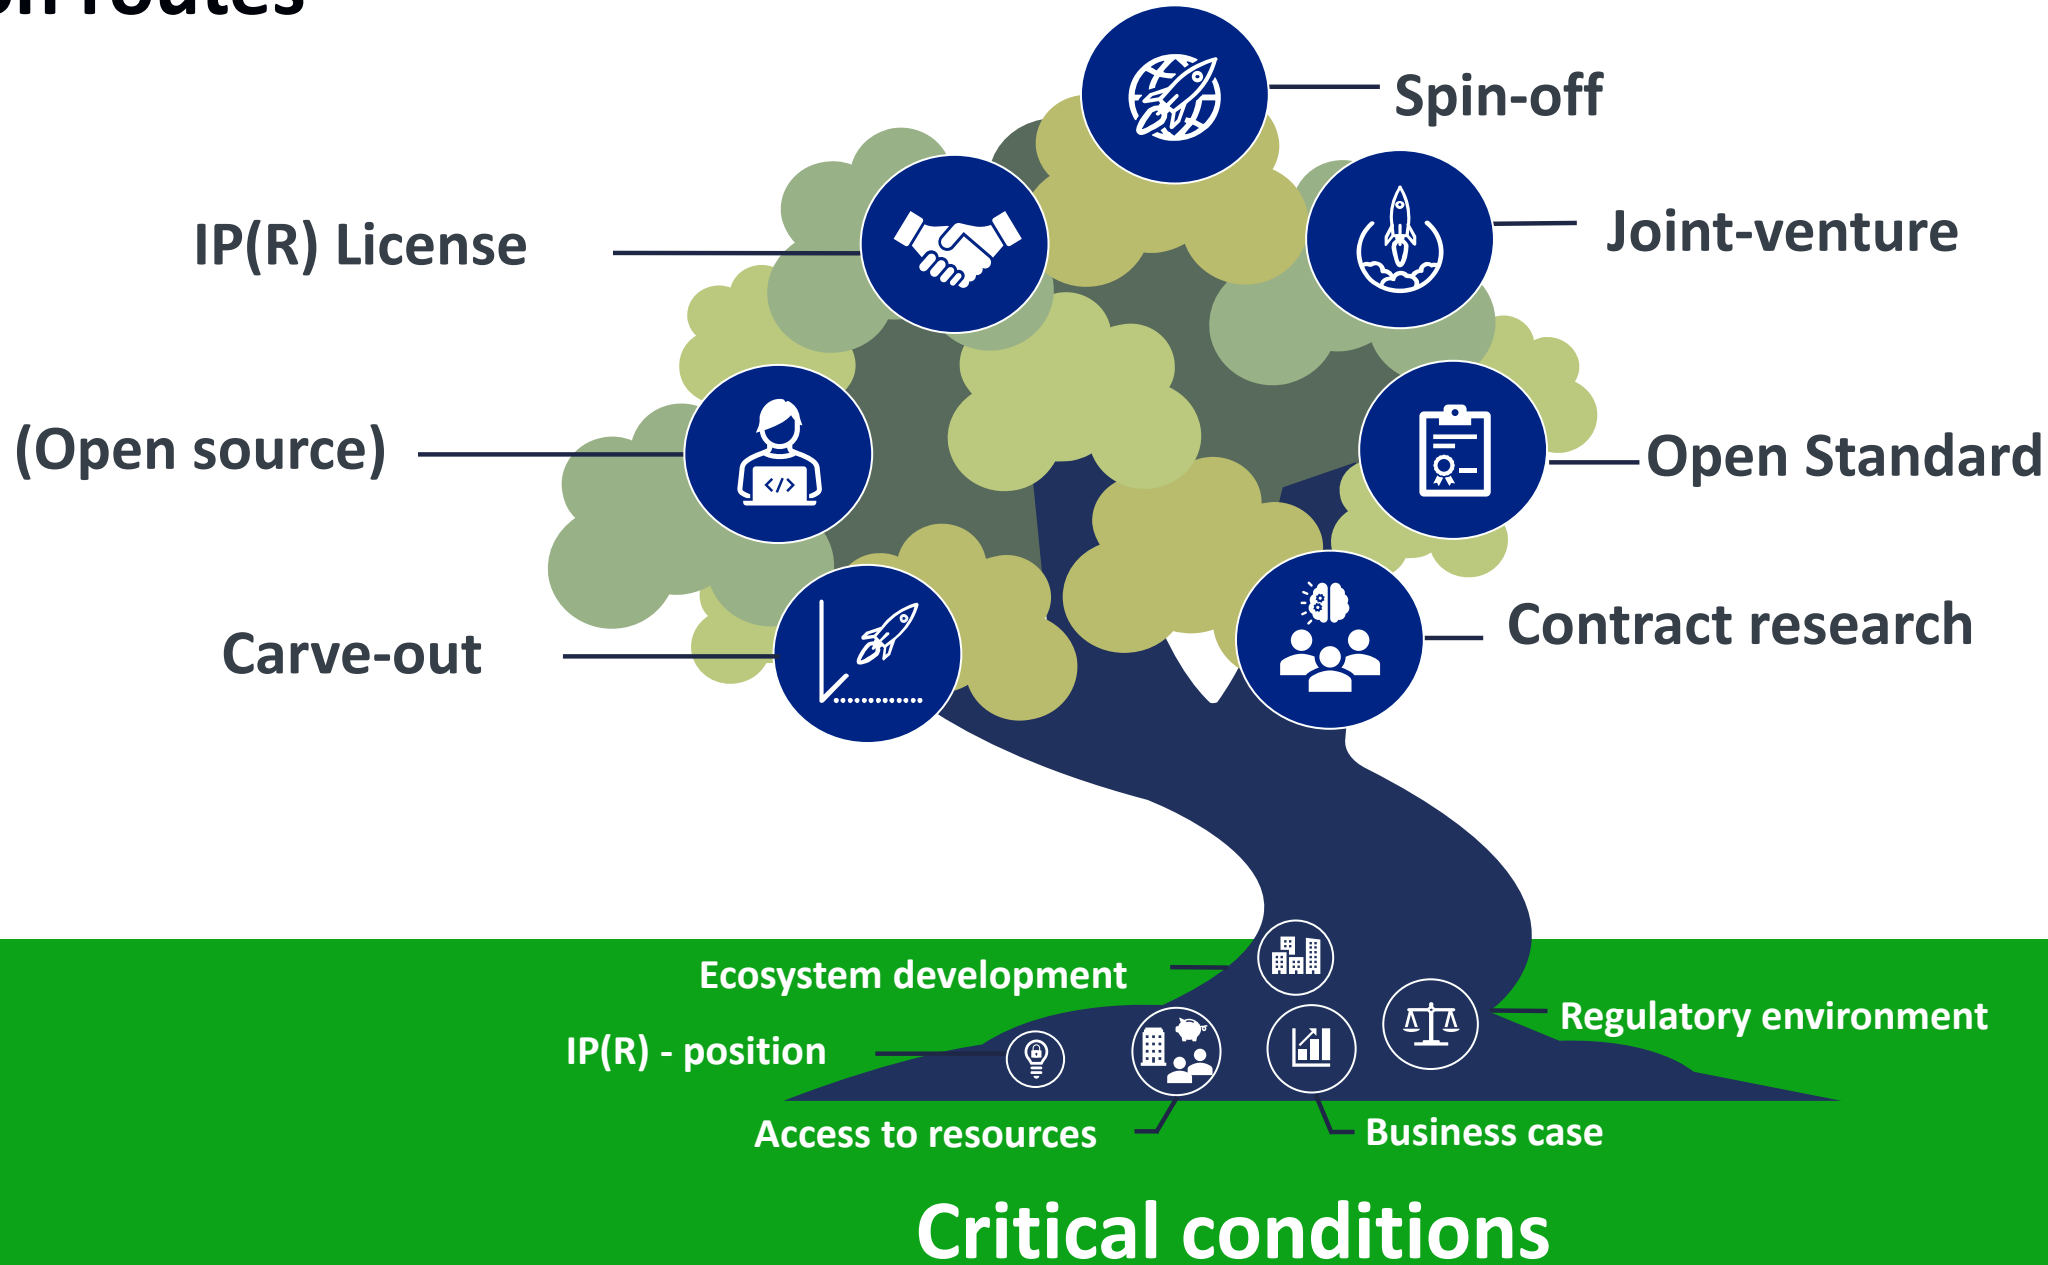 routes
Spin-off
IP(R) License
Joint-venture
(Open source)
Open Standard
Contract research
Carve-out
Ecosystem development
Regulatory environment
IP(R) - position
Access to resources
Business case
Critical conditions